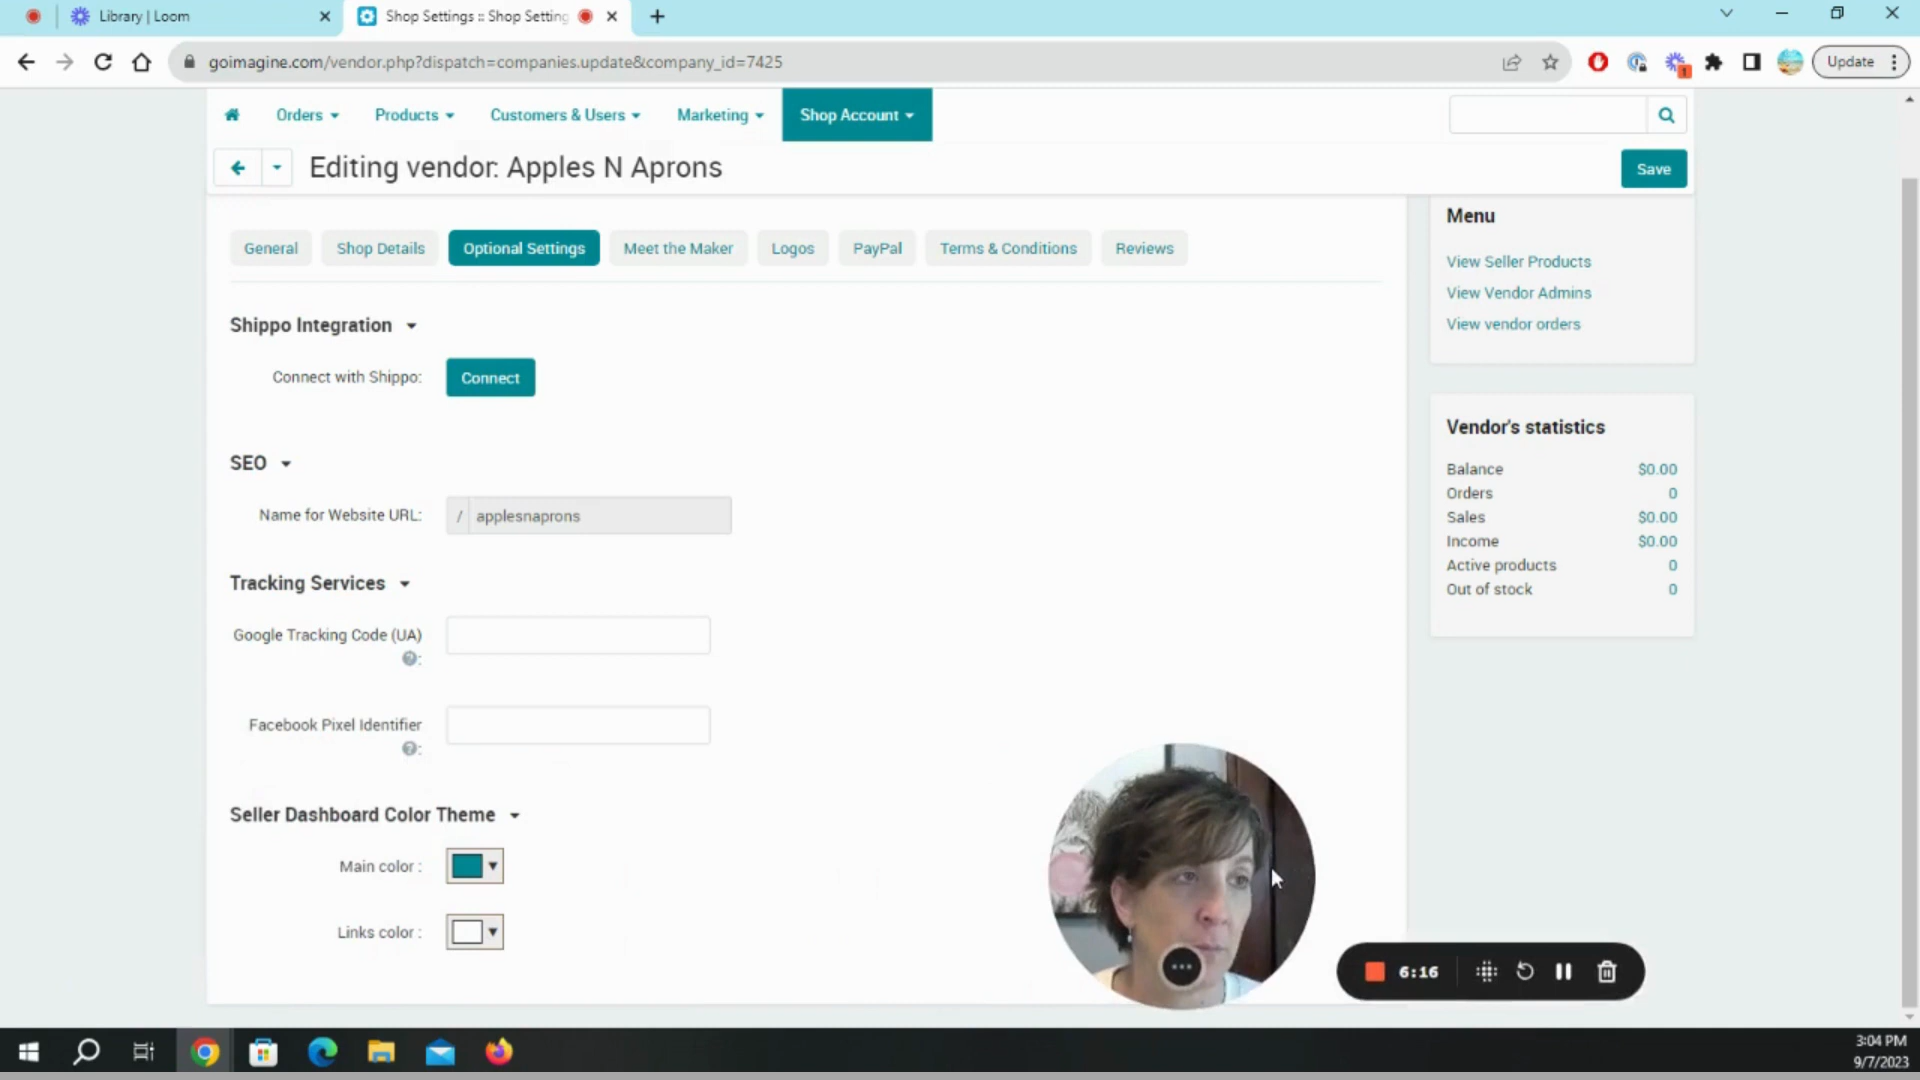 Library | Loom
Shop Settings :: Shop Setting
goimagine.com/vendor.php?dispatch=companies.update&company_id=7425
1
Update
Orders
Products
Customers & Users
Marketing
Shop Account
Editing vendor: Apples N Aprons
Save
General
Shop Details
Optional Settings
Meet the Maker
Logos
PayPal
Terms & Conditions
Reviews
Shippo Integration
Connect with Shippo:
Connect
SEO
Name for Website URL:
/ applesnaprons
Tracking Services
Google Tracking Code (UA)
?:
Facebook Pixel Identifier
?:
Seller Dashboard Color Theme
Main color :
Links color :
Menu
View Seller Products
View Vendor Admins
View vendor orders
Vendor's statistics
Balance $0.00
Orders 0
Sales $0.00
Income $0.00
Active products 0
Out of stock 0
6:16
3:04 PM
9/7/2023